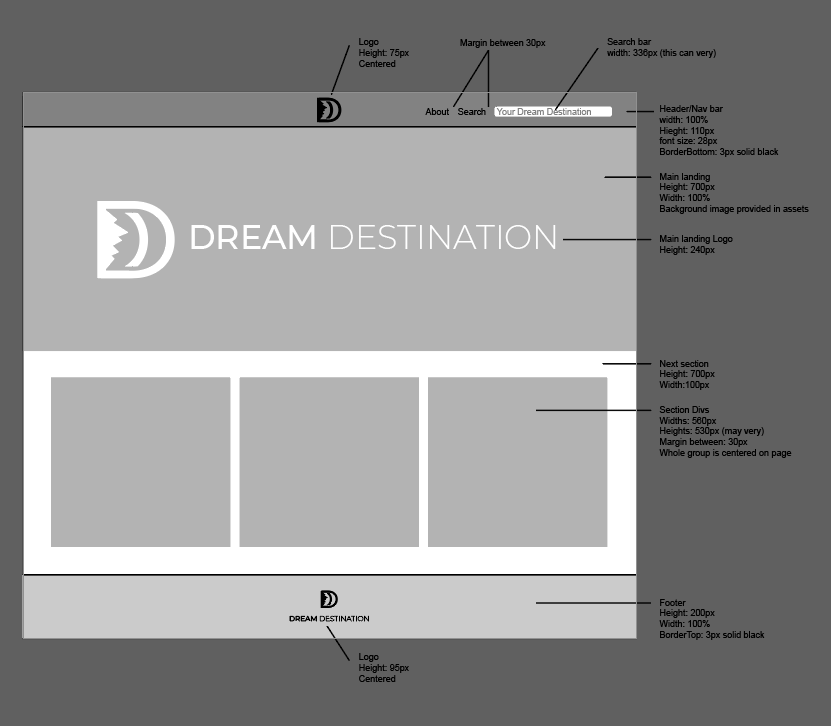 Logo
Height: 75px
Centered
Margin between 30px
Search bar
width: 336px (this can very)
About Search Your Dream Destination
Header/Nav bar
width: 100%
Hieght: 110px
font size: 28px
BorderBottom: 3px solid black
Main landing
Height: 700px
Width: 100%
Background image provided in assets
DREAM DESTINATION
Main landing Logo
Height: 240px
Next section
Height: 700px
Width:100px
Section Divs
Widths: 560px
Heights: 530px (may very)
Margin between: 30px
Whole group is centered on page
DREAM DESTINATION
Footer
Height: 200px
Width: 100%
BorderTop: 3px solid black
Logo
Height: 95px
Centered